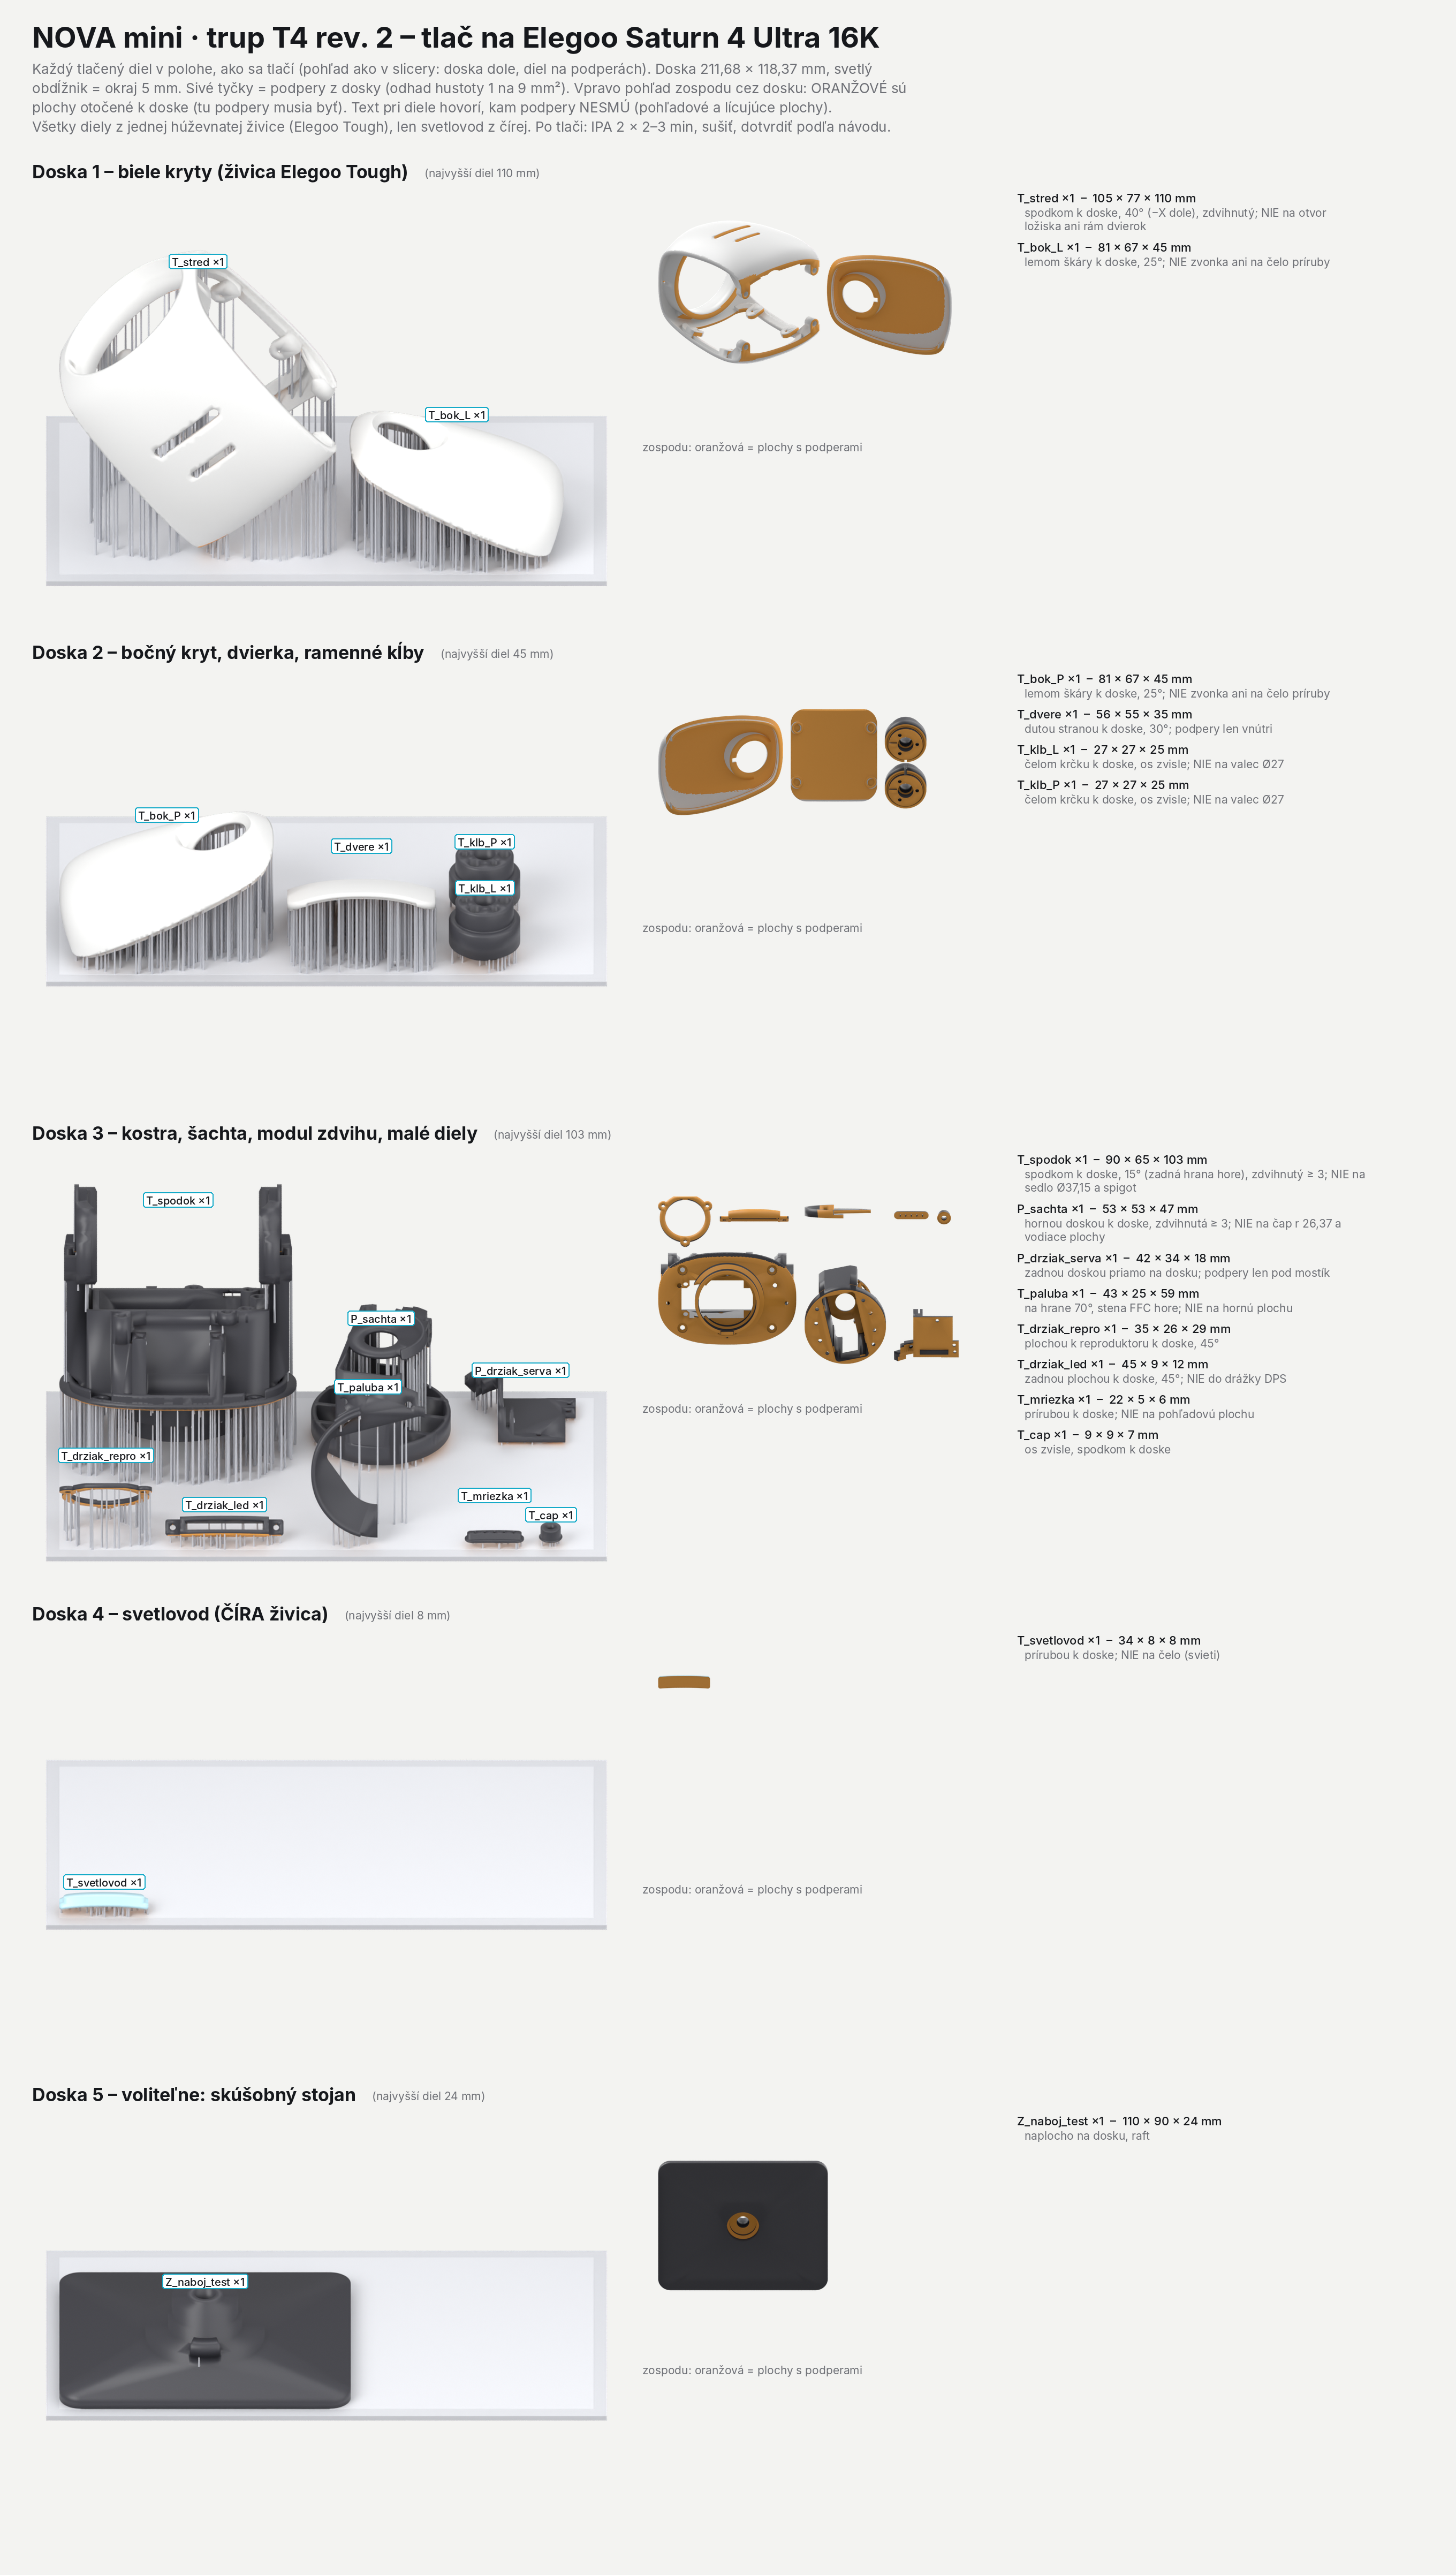 NOVA mini · trup T4 rev. 2 – tlač na Elegoo Saturn 4 Ultra 16K
Každý tlačený diel v polohe, ako sa tlačí (pohľad ako v slicery: doska dole, diel na podperách). Doska 211,68 × 118,37 mm, svetlý
obdĺžnik = okraj 5 mm. Sivé tyčky = podpery z dosky (odhad hustoty 1 na 9 mm²). Vpravo pohľad zospodu cez dosku: ORANŽOVÉ sú
plochy otočené k doske (tu podpery musia byť). Text pri diele hovorí, kam podpery NESMÚ (pohľadové a lícujúce plochy).
Všetky diely z jednej húževnatej živice (Elegoo Tough), len svetlovod z čírej. Po tlači: IPA 2 × 2–3 min, sušiť, dotvrdiť podľa návodu.
Doska 1 – biele kryty (živica Elegoo Tough) (najvyšší diel 110 mm)
T_stred ×1
T_bok_L ×1
zospodu: oranžová = plochy s podperami
T_stred ×1 – 105 × 77 × 110 mm
spodkom k doske, 40° (−X dole), zdvihnutý; NIE na otvor
ložiska ani rám dvierok
T_bok_L ×1 – 81 × 67 × 45 mm
lemom škáry k doske, 25°; NIE zvonka ani na čelo príruby
Doska 2 – bočný kryt, dvierka, ramenné kĺby (najvyšší diel 45 mm)
T_bok_P ×1
T_dvere ×1
T_klb_P ×1
T_klb_L ×1
zospodu: oranžová = plochy s podperami
T_bok_P ×1 – 81 × 67 × 45 mm
lemom škáry k doske, 25°; NIE zvonka ani na čelo príruby
T_dvere ×1 – 56 × 55 × 35 mm
dutou stranou k doske, 30°; podpery len vnútri
T_klb_L ×1 – 27 × 27 × 25 mm
čelom krčku k doske, os zvisle; NIE na valec Ø27
T_klb_P ×1 – 27 × 27 × 25 mm
čelom krčku k doske, os zvisle; NIE na valec Ø27
Doska 3 – kostra, šachta, modul zdvihu, malé diely (najvyšší diel 103 mm)
T_spodok ×1
P_sachta ×1
P_drziak_serva ×1
T_paluba ×1
T_drziak_repro ×1
T_drziak_led ×1
T_mriezka ×1
T_cap ×1
zospodu: oranžová = plochy s podperami
T_spodok ×1 – 90 × 65 × 103 mm
spodkom k doske, 15° (zadná hrana hore), zdvihnutý ≥ 3; NIE na
sedlo Ø37,15 a spigot
P_sachta ×1 – 53 × 53 × 47 mm
hornou doskou k doske, zdvihnutá ≥ 3; NIE na čap r 26,37 a
vodiace plochy
P_drziak_serva ×1 – 42 × 34 × 18 mm
zadnou doskou priamo na dosku; podpery len pod mostík
T_paluba ×1 – 43 × 25 × 59 mm
na hrane 70°, stena FFC hore; NIE na hornú plochu
T_drziak_repro ×1 – 35 × 26 × 29 mm
plochou k reproduktoru k doske, 45°
T_drziak_led ×1 – 45 × 9 × 12 mm
zadnou plochou k doske, 45°; NIE do drážky DPS
T_mriezka ×1 – 22 × 5 × 6 mm
prírubou k doske; NIE na pohľadovú plochu
T_cap ×1 – 9 × 9 × 7 mm
os zvisle, spodkom k doske
Doska 4 – svetlovod (ČÍRA živica) (najvyšší diel 8 mm)
T_svetlovod ×1
zospodu: oranžová = plochy s podperami
T_svetlovod ×1 – 34 × 8 × 8 mm
prírubou k doske; NIE na čelo (svieti)
Doska 5 – voliteľne: skúšobný stojan (najvyšší diel 24 mm)
Z_naboj_test ×1
zospodu: oranžová = plochy s podperami
Z_naboj_test ×1 – 110 × 90 × 24 mm
naplocho na dosku, raft